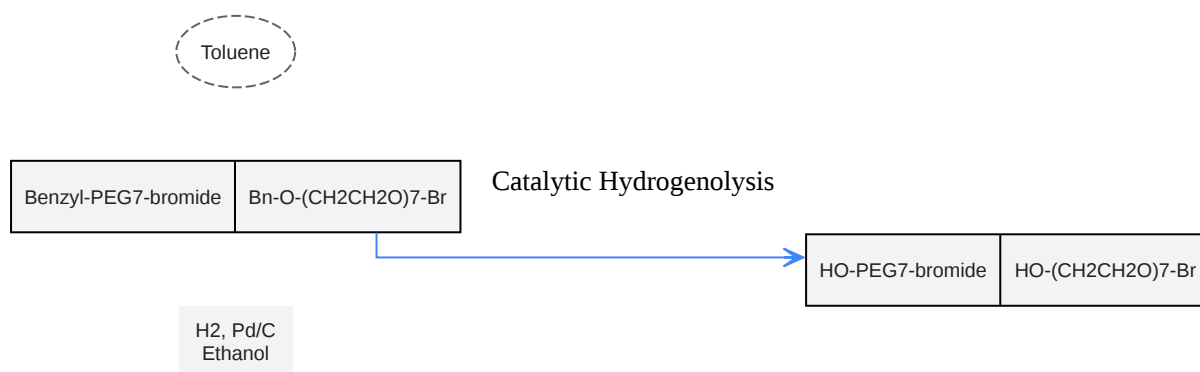 Toluene
Benzyl-PEG7-bromide
Bn-O-(CH2CH2O)7-Br
Catalytic Hydrogenolysis
HO-PEG7-bromide
HO-(CH2CH2O)7-Br
H2, Pd/C
Ethanol